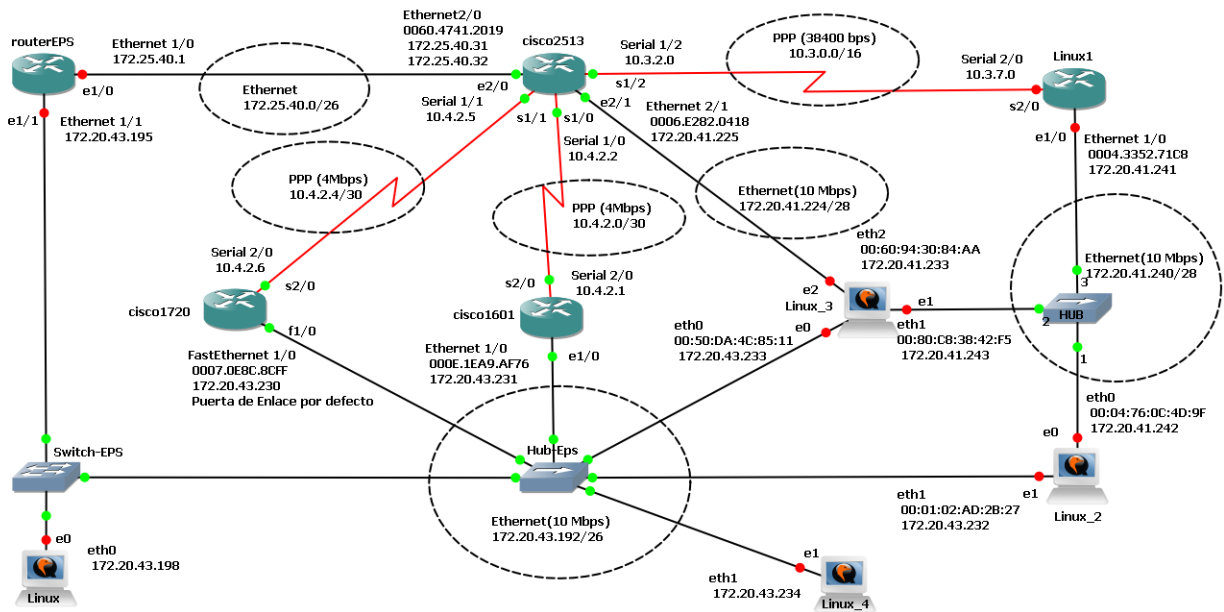 routerEPS
Ethernet 1/0
172.25.40.1
e1/0
e1/1
Ethernet 1/1
172.20.43.195
Ethernet
172.25.40.0/26
Ethernet2/0
0060.4741.2019
172.25.40.31
172.25.40.32
e2/0
cisco2513
Serial 1/2
10.3.2.0
s1/2
PPP (38400 bps)
10.3.0.0/16
Serial 2/0
10.3.7.0
s2/0
Linux1
e1/0
Ethernet 1/0
0004.3352.71C8
172.20.41.241
Serial 1/1
10.4.2.5
s1/1
s1/0
Serial 1/0
10.4.2.2
e2/1
Ethernet 2/1
0006.E282.0418
172.20.41.225
PPP (4Mbps)
10.4.2.4/30
PPP (4Mbps)
10.4.2.0/30
Ethernet(10 Mbps)
172.20.41.224/28
Serial 2/0
10.4.2.6
s2/0
cisco1720
f1/0
FastEthernet 1/0
0007.0E8C.8CFF
172.20.43.230
Puerta de Enlace por defecto
Serial 2/0
10.4.2.1
s2/0
cisco1601
Ethernet 1/0
000E.1EA9.AF76
172.20.43.231
e1/0
eth2
00:60:94:30:84:AA
172.20.41.233
e2
Linux_3
e0
e1
eth0
00:50:DA:4C:85:11
172.20.43.233
eth1
00:80:C8:38:42:F5
172.20.41.243
Ethernet(10 Mbps)
172.20.41.240/28
3
2
HUB
1
eth0
00:04:76:0C:4D:9F
172.20.41.242
e0
Linux_2
e1
eth1
00:01:02:AD:2B:27
172.20.43.232
Switch-EPS
Hub-Eps
Ethernet(10 Mbps)
172.20.43.192/26
e0
eth0
172.20.43.198
Linux
e1
eth1
172.20.43.234
Linux_4